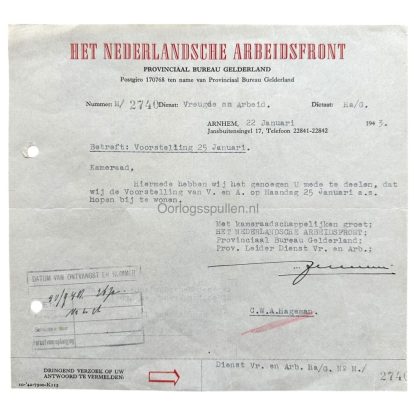 HET NEDERLANDSCHE ARBEIDSFRONT
PROVINCIAAL BUREAU GELDERLAND
Postgiro 170768 ten name van Provinciaal Bureau Gelderland
Nummer: H/ 2740 Dienst: Vreugde en Arbeid. Dictaat: Ha/G.
ARNHEM, 22 Januari 1943.
Jansbuitensingel 17, Telefoon 22841-22842
Betreft: Voorstelling 25 Januari.
Kameraad,
Hiermede hebben wij het genoegen U mede te deelen, dat
wij de Voorstelling van V. en A. op Maandag 25 Januari a.s.
hopen bij te wonen.
Oorlogsspullen.nl
Met kameraadschappelijken groet;
HET NEDERLANDSCHE ARBEIDSFRONT;
Provinciaal Bureau Gelderland;
Prov. Leider Dienst Vr. en Arb.;
C.W.A.Hageman.
DATUM VAN ONTVANGST EN NUMMER
DRINGEND VERZOEK OP UW
ANTWOORD TE VERMELDEN:
Dienst Vr. en Arb. Ha/G. Nº H./ 2740